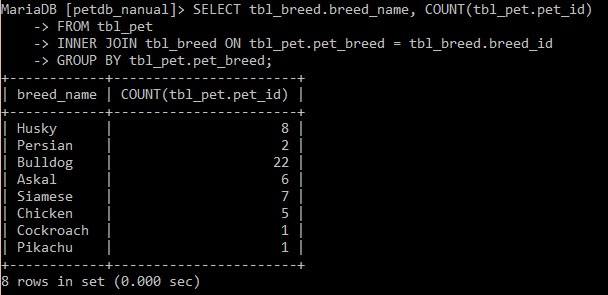 MariaDB [petdb_nanual]> SELECT tbl_breed.breed_name, COUNT(tbl_pet.pet_id)
    -> FROM tbl_pet
    -> INNER JOIN tbl_breed ON tbl_pet.pet_breed = tbl_breed.breed_id
    -> GROUP BY tbl_pet.pet_breed;
+------------+-----------------------+
| breed_name | COUNT(tbl_pet.pet_id) |
+------------+-----------------------+
| Husky      |                     8 |
| Persian    |                     2 |
| Bulldog    |                    22 |
| Askal      |                     6 |
| Siamese    |                     7 |
| Chicken    |                     5 |
| Cockroach  |                     1 |
| Pikachu    |                     1 |
+------------+-----------------------+
8 rows in set (0.000 sec)